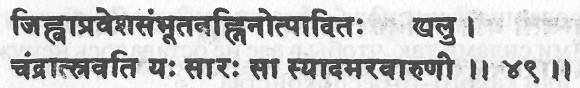 जिह्वाप्रवेशसंभूतवह्निनोत्पादितः खलु ।
चंद्रात्स्रवति यः सारः सा स्यादमरवारुणी ॥ ४९ ॥